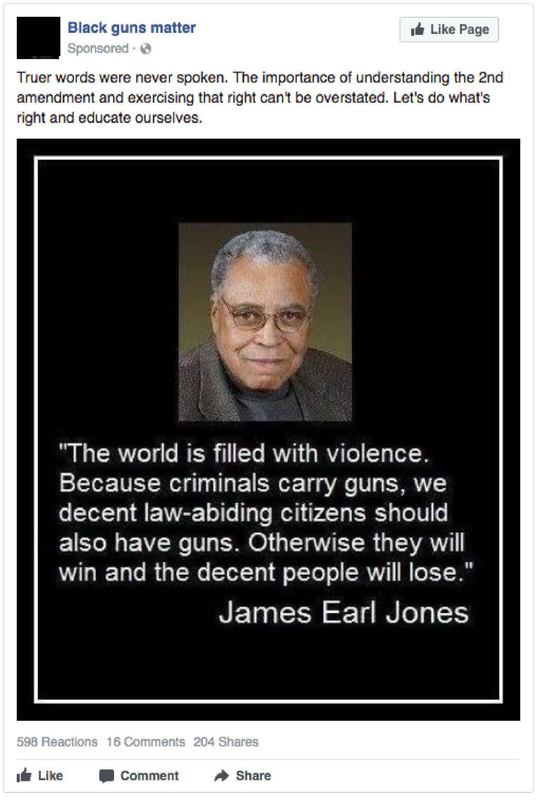 Black guns matter
Like Page
Sponsored ·
Truer words were never spoken. The importance of understanding the 2nd
amendment and exercising that right can't be overstated. Let's do what's
right and educate ourselves.
"The world is filled with violence.
Because criminals carry guns, we
decent law-abiding citizens should
also have guns. Otherwise they will
win and the decent people will lose."
James Earl Jones
598 Reactions 16 Comments 204 Shares
Like Comment Share